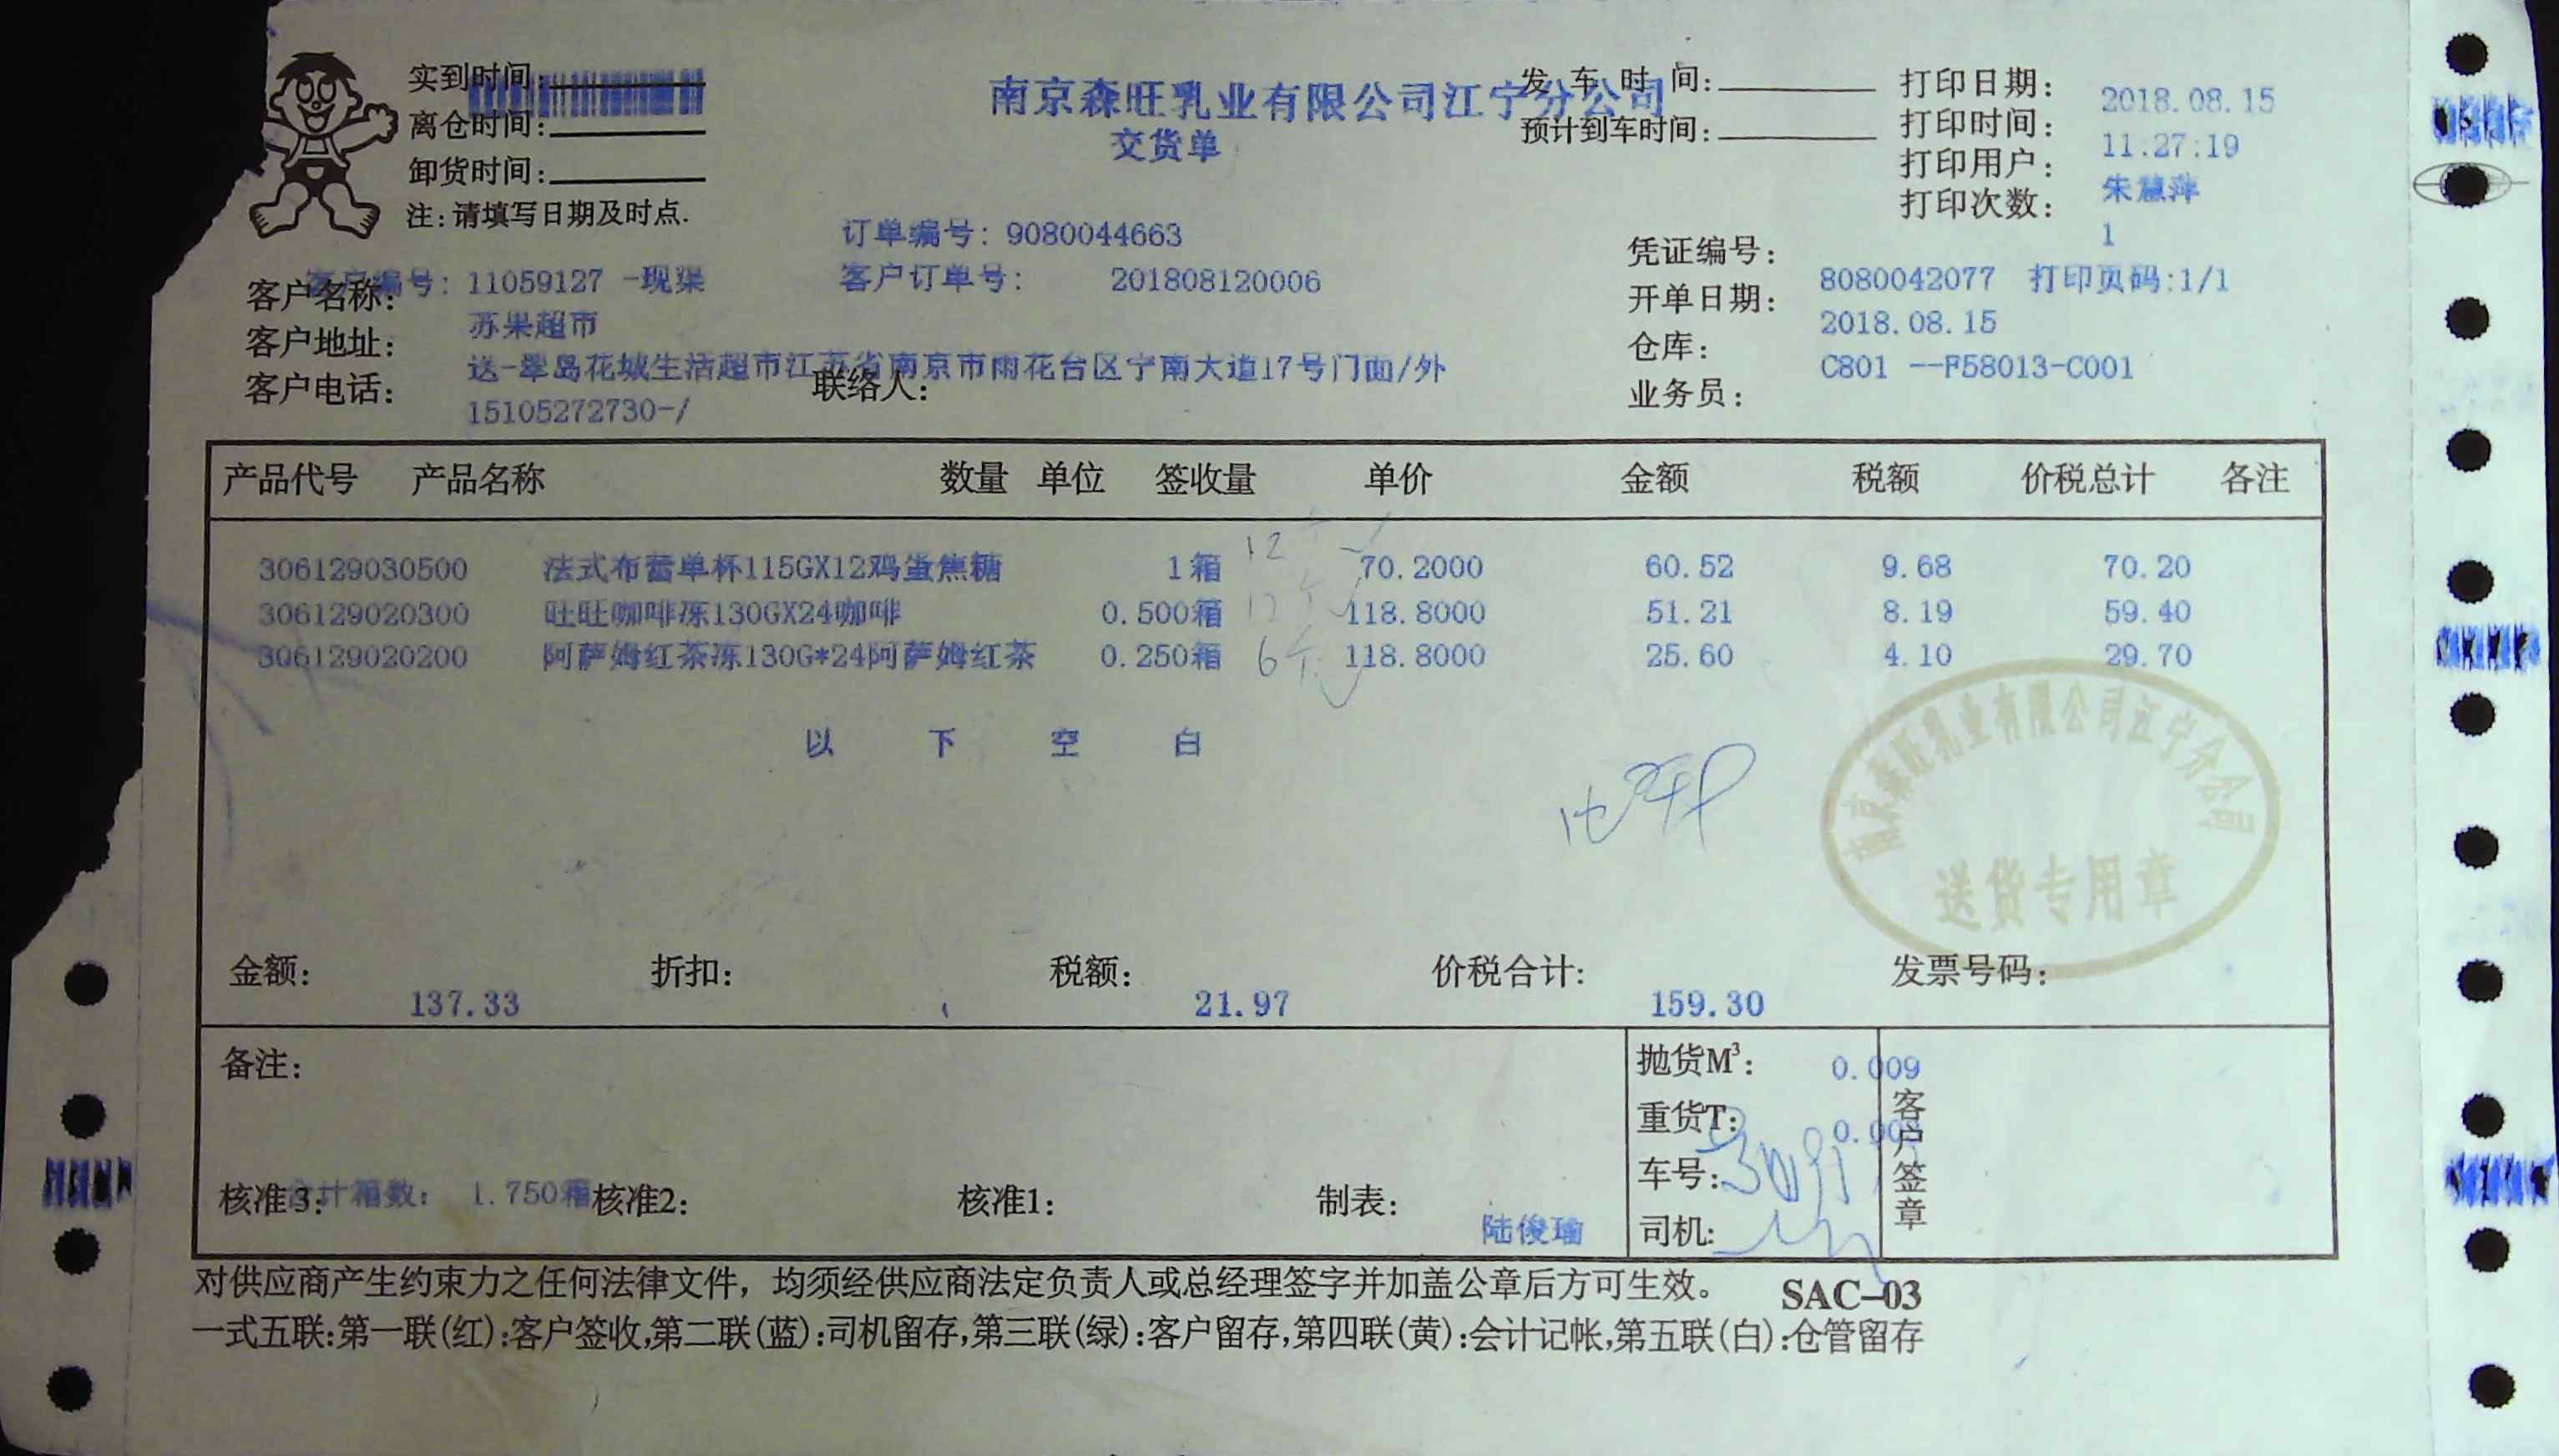 南京森旺乳业有限公司江宁分公司
交货单
实到时间:
离仓时间:
卸货时间:
注:请填写日期及时点.
发车时间:
预计到车时间:
打印日期: 2018.08.15
打印时间: 11:27:19
打印用户: 朱慧萍
打印次数: 1
订单编号: 9080044663
客户订单号: 201808120006
凭证编号: 8080042077 打印页码:1/1
开单日期: 2018.08.15
仓库: C801 --F58013-C001
业务员:
客户编号: 11059127 -现渠
客户名称: 苏果超市
客户地址: 送-翠岛花城生活超市江苏省南京市雨花台区宁南大道17号门面/外
客户电话: 15105272730-/
联络人:
产品代号 产品名称 数量 单位 签收量 单价 金额 税额 价税总计 各注
306129030500 法式布蕾单杯115GX12鸡蛋焦糖 1箱 12 70.2000 60.52 9.68 70.20
306129020300 旺旺咖啡冻130GX24咖啡 0.500箱 12个 118.8000 51.21 8.19 59.40
306129020200 阿萨姆红茶冻130G*24阿萨姆红茶 0.250箱 6个 118.8000 25.60 4.10 29.70
以下空白
南京森旺乳业有限公司江宁分公司
送货专用章
金额: 137.33 折扣: 税额: 21.97 价税合计: 159.30 发票号码:
备注:
抛货M³: 0.009
重货T:
车号:
司机:
客户签章
合计箱数: 1.750箱
核准3: 核准2: 核准1: 制表: 陆俊瑜
对供应商产生约束力之任何法律文件，均须经供应商法定负责人或总经理签字并加盖公章后方可生效。 SAC-03
一式五联:第一联(红):客户签收,第二联(蓝):司机留存,第三联(绿):客户留存,第四联(黄):会计记帐,第五联(白):仓管留存